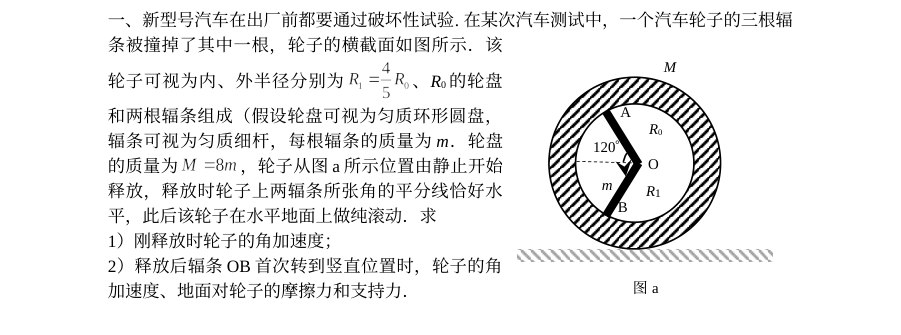 一、新型号汽车在出厂前都要通过破坏性试验. 在某次汽车测试中，一个汽车轮子的三根辐
条被撞掉了其中一根，轮子的横截面如图所示．该
轮子可视为内、外半径分别为 R₁ = 4/5 R₀ 、R₀ 的轮盘
和两根辐条组成（假设轮盘可视为匀质环形圆盘，
辐条可视为匀质细杆，每根辐条的质量为 m．轮盘
的质量为 M = 8m ，轮子从图 a 所示位置由静止开始
释放，释放时轮子上两辐条所张角的平分线恰好水
平，此后该轮子在水平地面上做纯滚动．求
1）刚释放时轮子的角加速度；
2）释放后辐条 OB 首次转到竖直位置时，轮子的角
加速度、地面对轮子的摩擦力和支持力．
M
A
R₀
120°
O
m
R₁
B
图 a